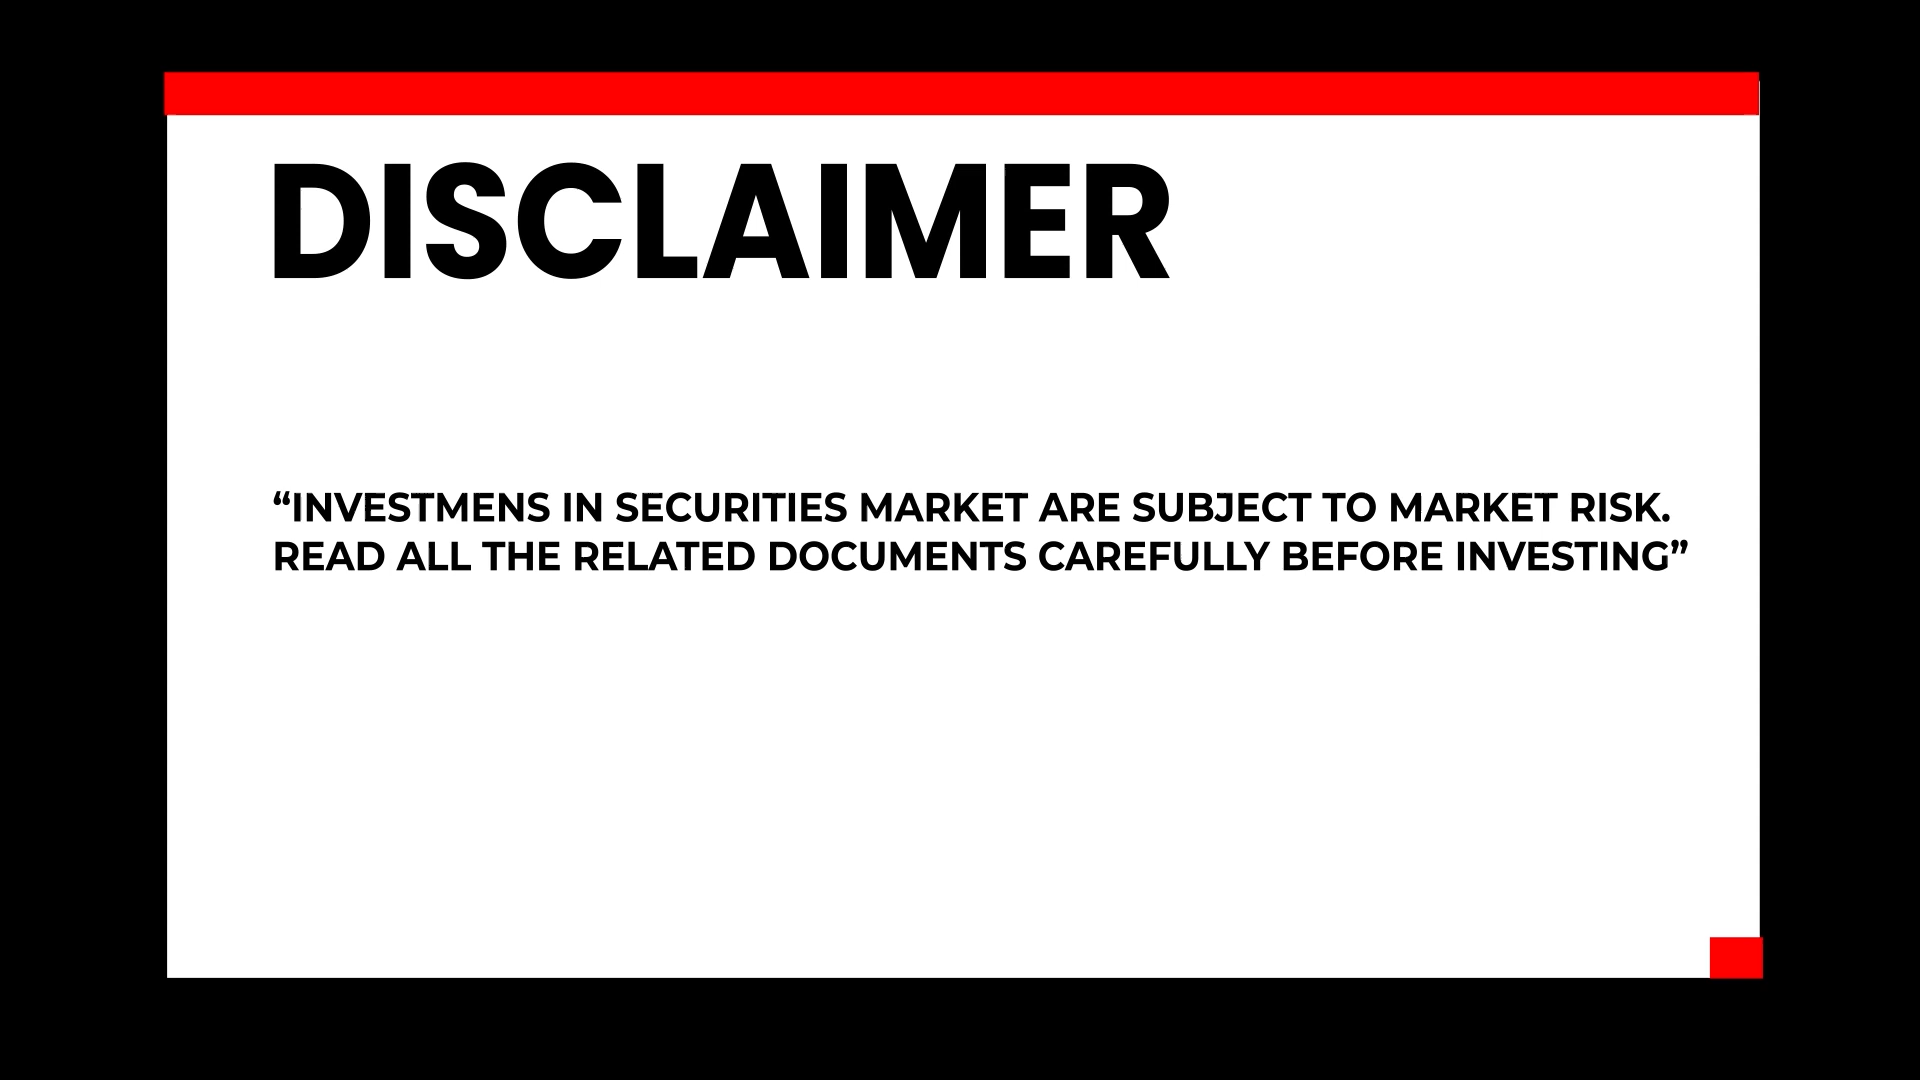 DISCLAIMER
“INVESTMENS IN SECURITIES MARKET ARE SUBJECT TO MARKET RISK.
READ ALL THE RELATED DOCUMENTS CAREFULLY BEFORE INVESTING”